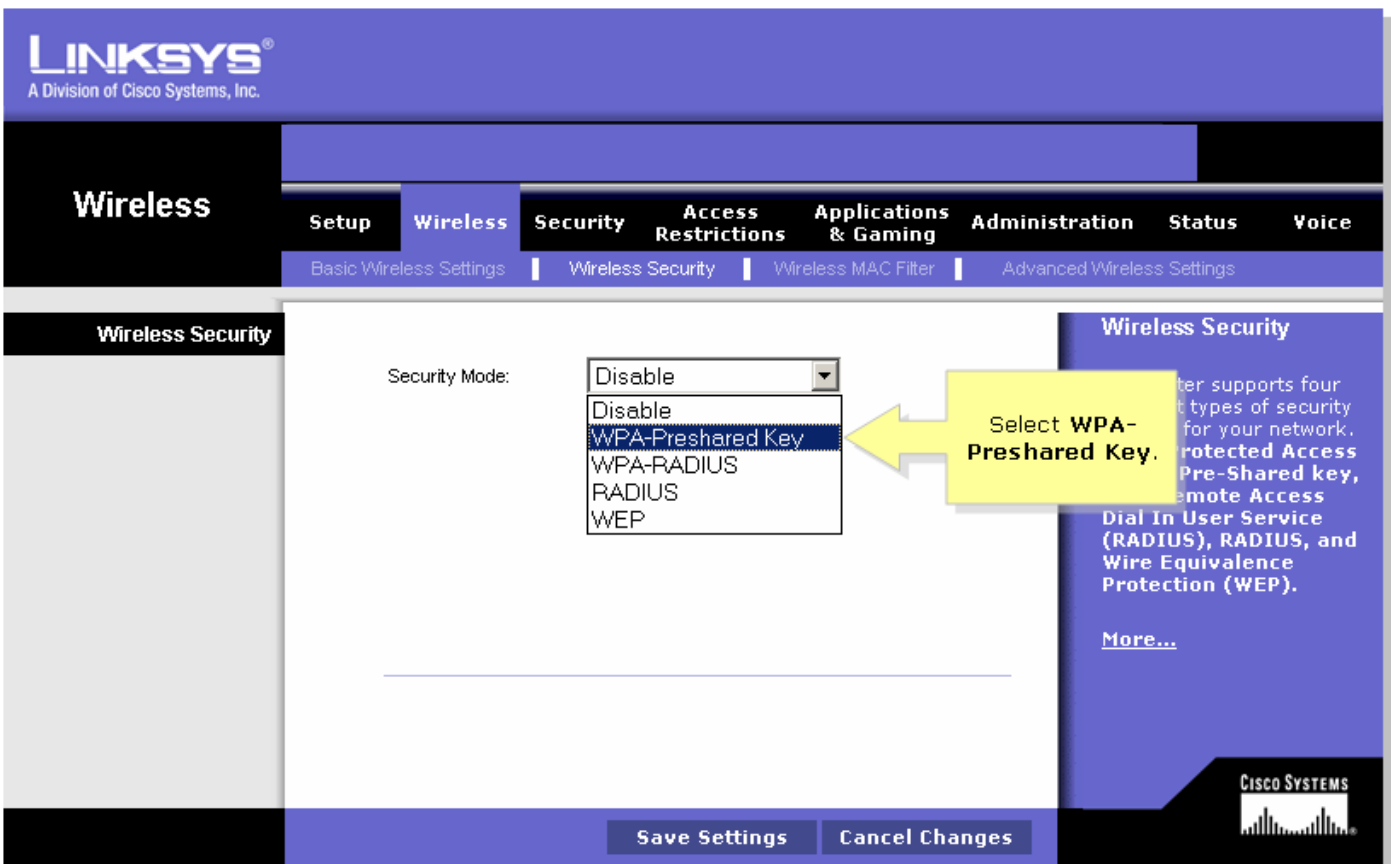 LINKSYS®
A Division of Cisco Systems, Inc.
Wireless
Setup Wireless Security Access Restrictions Applications & Gaming Administration Status Voice
Basic Wireless Settings Wireless Security Wireless MAC Filter Advanced Wireless Settings
Wireless Security
Security Mode: Disable
Disable
WPA-Preshared Key
WPA-RADIUS
RADIUS
WEP
Select WPA-
Preshared Key.
Wireless Security
supports four
types of security
for your network.
Access
Pre-Shared key,
Access
Dial In User Service
(RADIUS), RADIUS, and
Wire Equivalence
Protection (WEP).
More...
CISCO SYSTEMS
Save Settings Cancel Changes